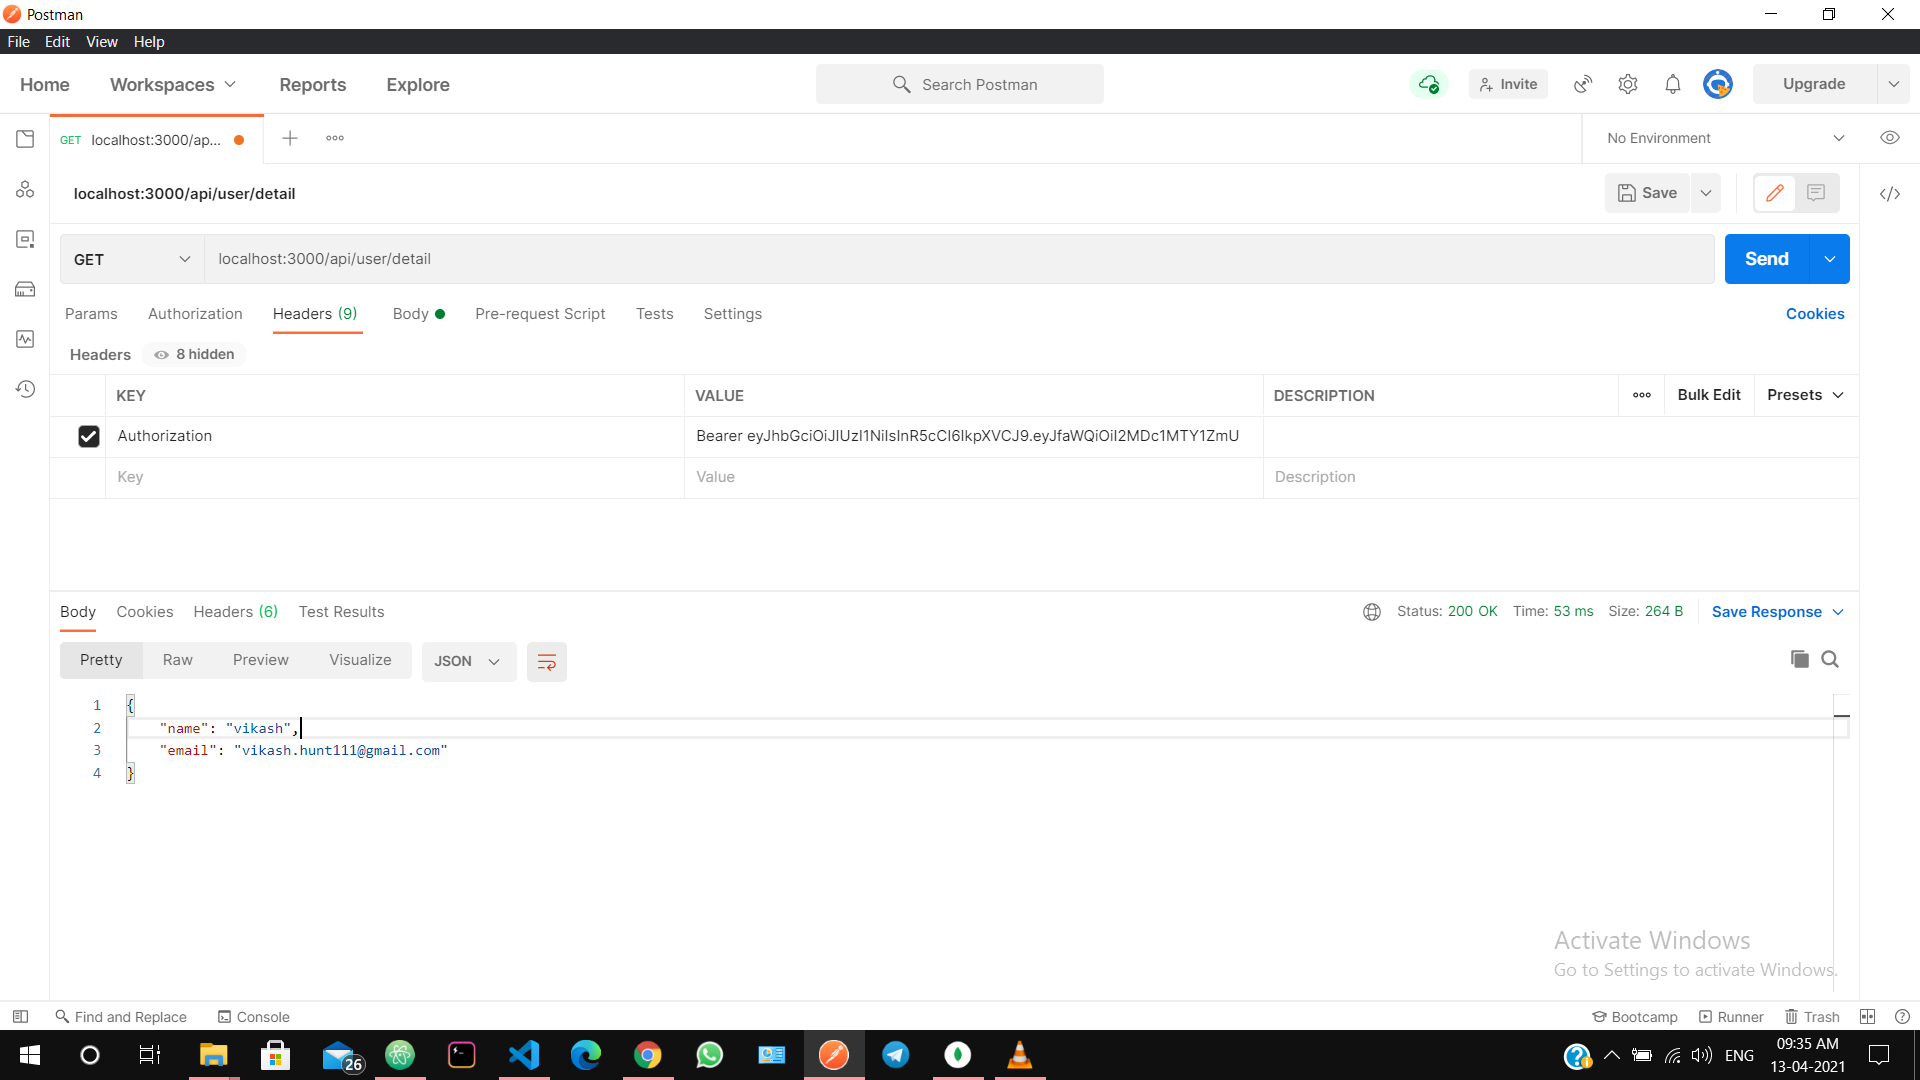 Postman
File Edit View Help
Home Workspaces Reports Explore Search Postman Invite Upgrade
GET localhost:3000/ap... No Environment
localhost:3000/api/user/detail Save
GET localhost:3000/api/user/detail Send
Params Authorization Headers (9) Body Pre-request Script Tests Settings Cookies
Headers 8 hidden
KEY VALUE DESCRIPTION Bulk Edit Presets
Authorization Bearer eyJhbGciOiJIUzI1NiIsInR5cCI6IkpXVCJ9.eyJfaWQiOiI2MDc1MTY1ZmU
Key Value Description
Body Cookies Headers (6) Test Results Status: 200 OK Time: 53 ms Size: 264 B Save Response
Pretty Raw Preview Visualize JSON
1 {
2 "name": "vikash",
3 "email": "vikash.hunt111@gmail.com"
4 }
Activate Windows
Go to Settings to activate Windows.
Find and Replace Console Bootcamp Runner Trash
26 ENG 09:35 AM
13-04-2021